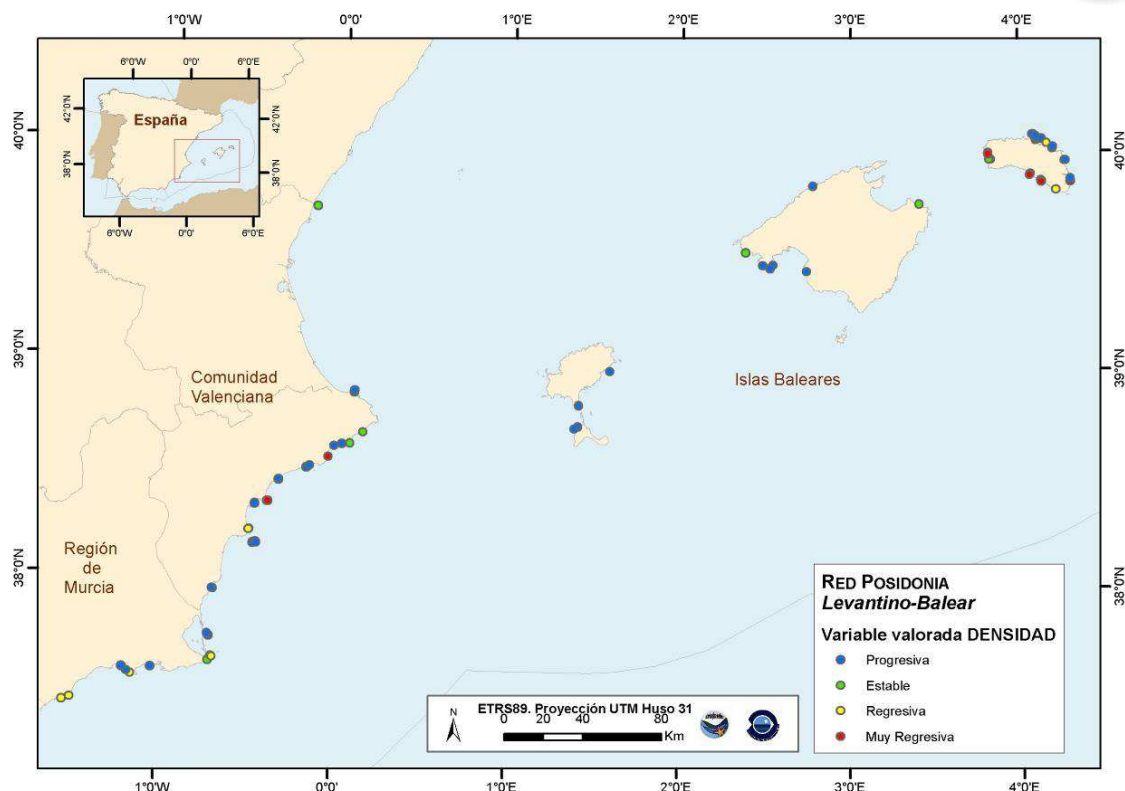 1°0'W 0°0' 1°0'E 2°0'E 3°0'E 4°0'E
6°0'W 0°0' 6°0'E
42°0'N
38°0'N
España
42°0'N
38°0'N
6°0'W 0°0' 6°0'E
40°0'N
39°0'N
38°0'N
40°0'N
39°0'N
38°0'N
Comunidad
Valenciana
Islas Baleares
Región
de
Murcia
RED POSIDONIA
Levantino-Balear
Variable valorada DENSIDAD
Progresiva
Estable
Regresiva
Muy Regresiva
N
ETRS89. Proyección UTM Huso 31
0 20 40 80
Km
1°0'W 0°0' 1°0'E 2°0'E 3°0'E 4°0'E